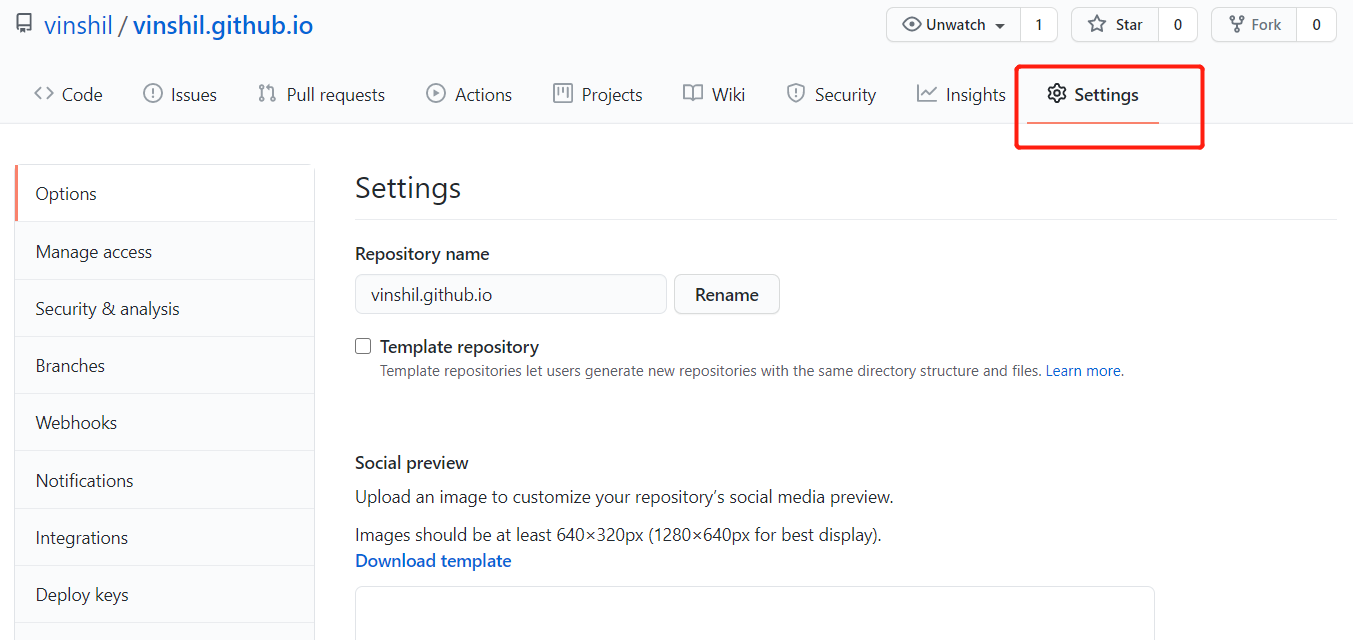 vinshil / vinshil.github.io
Unwatch 1 Star 0 Fork 0
Code Issues Pull requests Actions Projects Wiki Security Insights Settings
Options
Manage access
Security & analysis
Branches
Webhooks
Notifications
Integrations
Deploy keys
Settings
Repository name
vinshil.github.io Rename
Template repository
Template repositories let users generate new repositories with the same directory structure and files. Learn more.
Social preview
Upload an image to customize your repository’s social media preview.
Images should be at least 640×320px (1280×640px for best display).
Download template